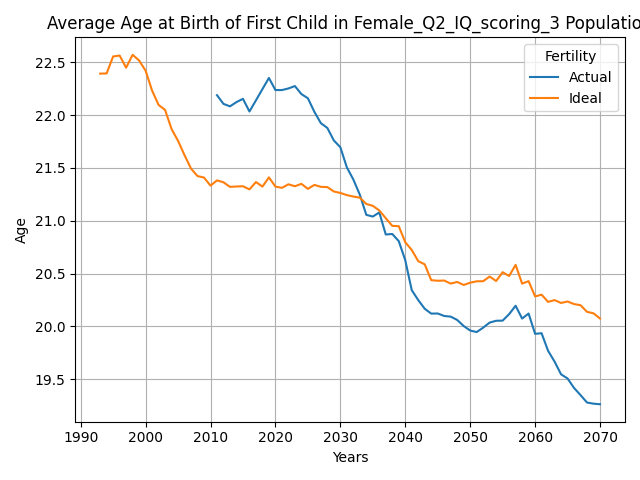 Average Age at Birth of First Child in Female_Q2_IQ_scoring_3 Populatio
Fertility
Actual
Ideal
22.5
22.0
21.5
21.0
20.5
20.0
19.5
Age
1990 2000 2010 2020 2030 2040 2050 2060 2070
Years